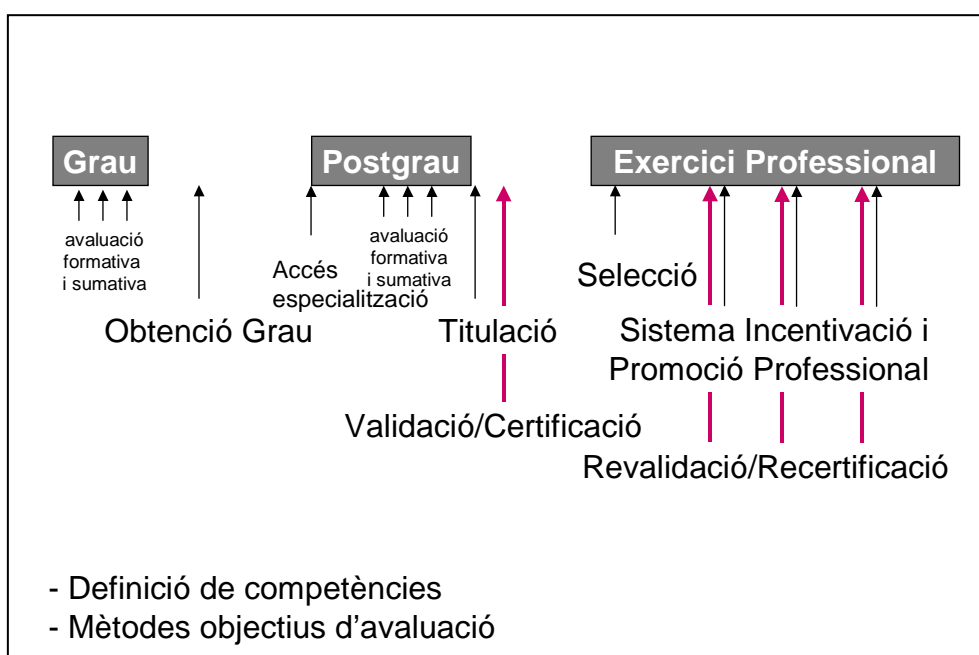 Grau
Postgrau
Exercici Professional
avaluació
formativa
i sumativa
Obtenció Grau
Accés
especialització
avaluació
formativa
i sumativa
Titulació
Validació/Certificació
Selecció
Sistema Incentivació i
Promoció Professional
Revalidació/Recertificació
- Definició de competències
- Mètodes objectius d'avaluació